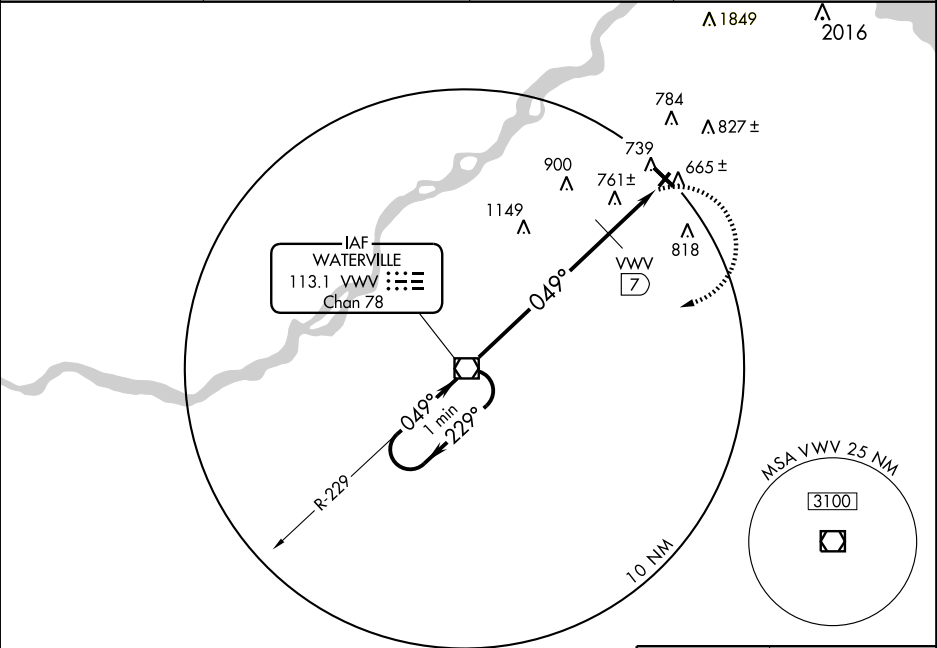 1849
2016
784
827 ±
739
665 ±
900
761±
1149
818
IAF
WATERVILLE
113.1 VWV
Chan 78
VWV
7
049°
049°
1 min
229°
R-229
10 NM
MSA VWV 25 NM
3100